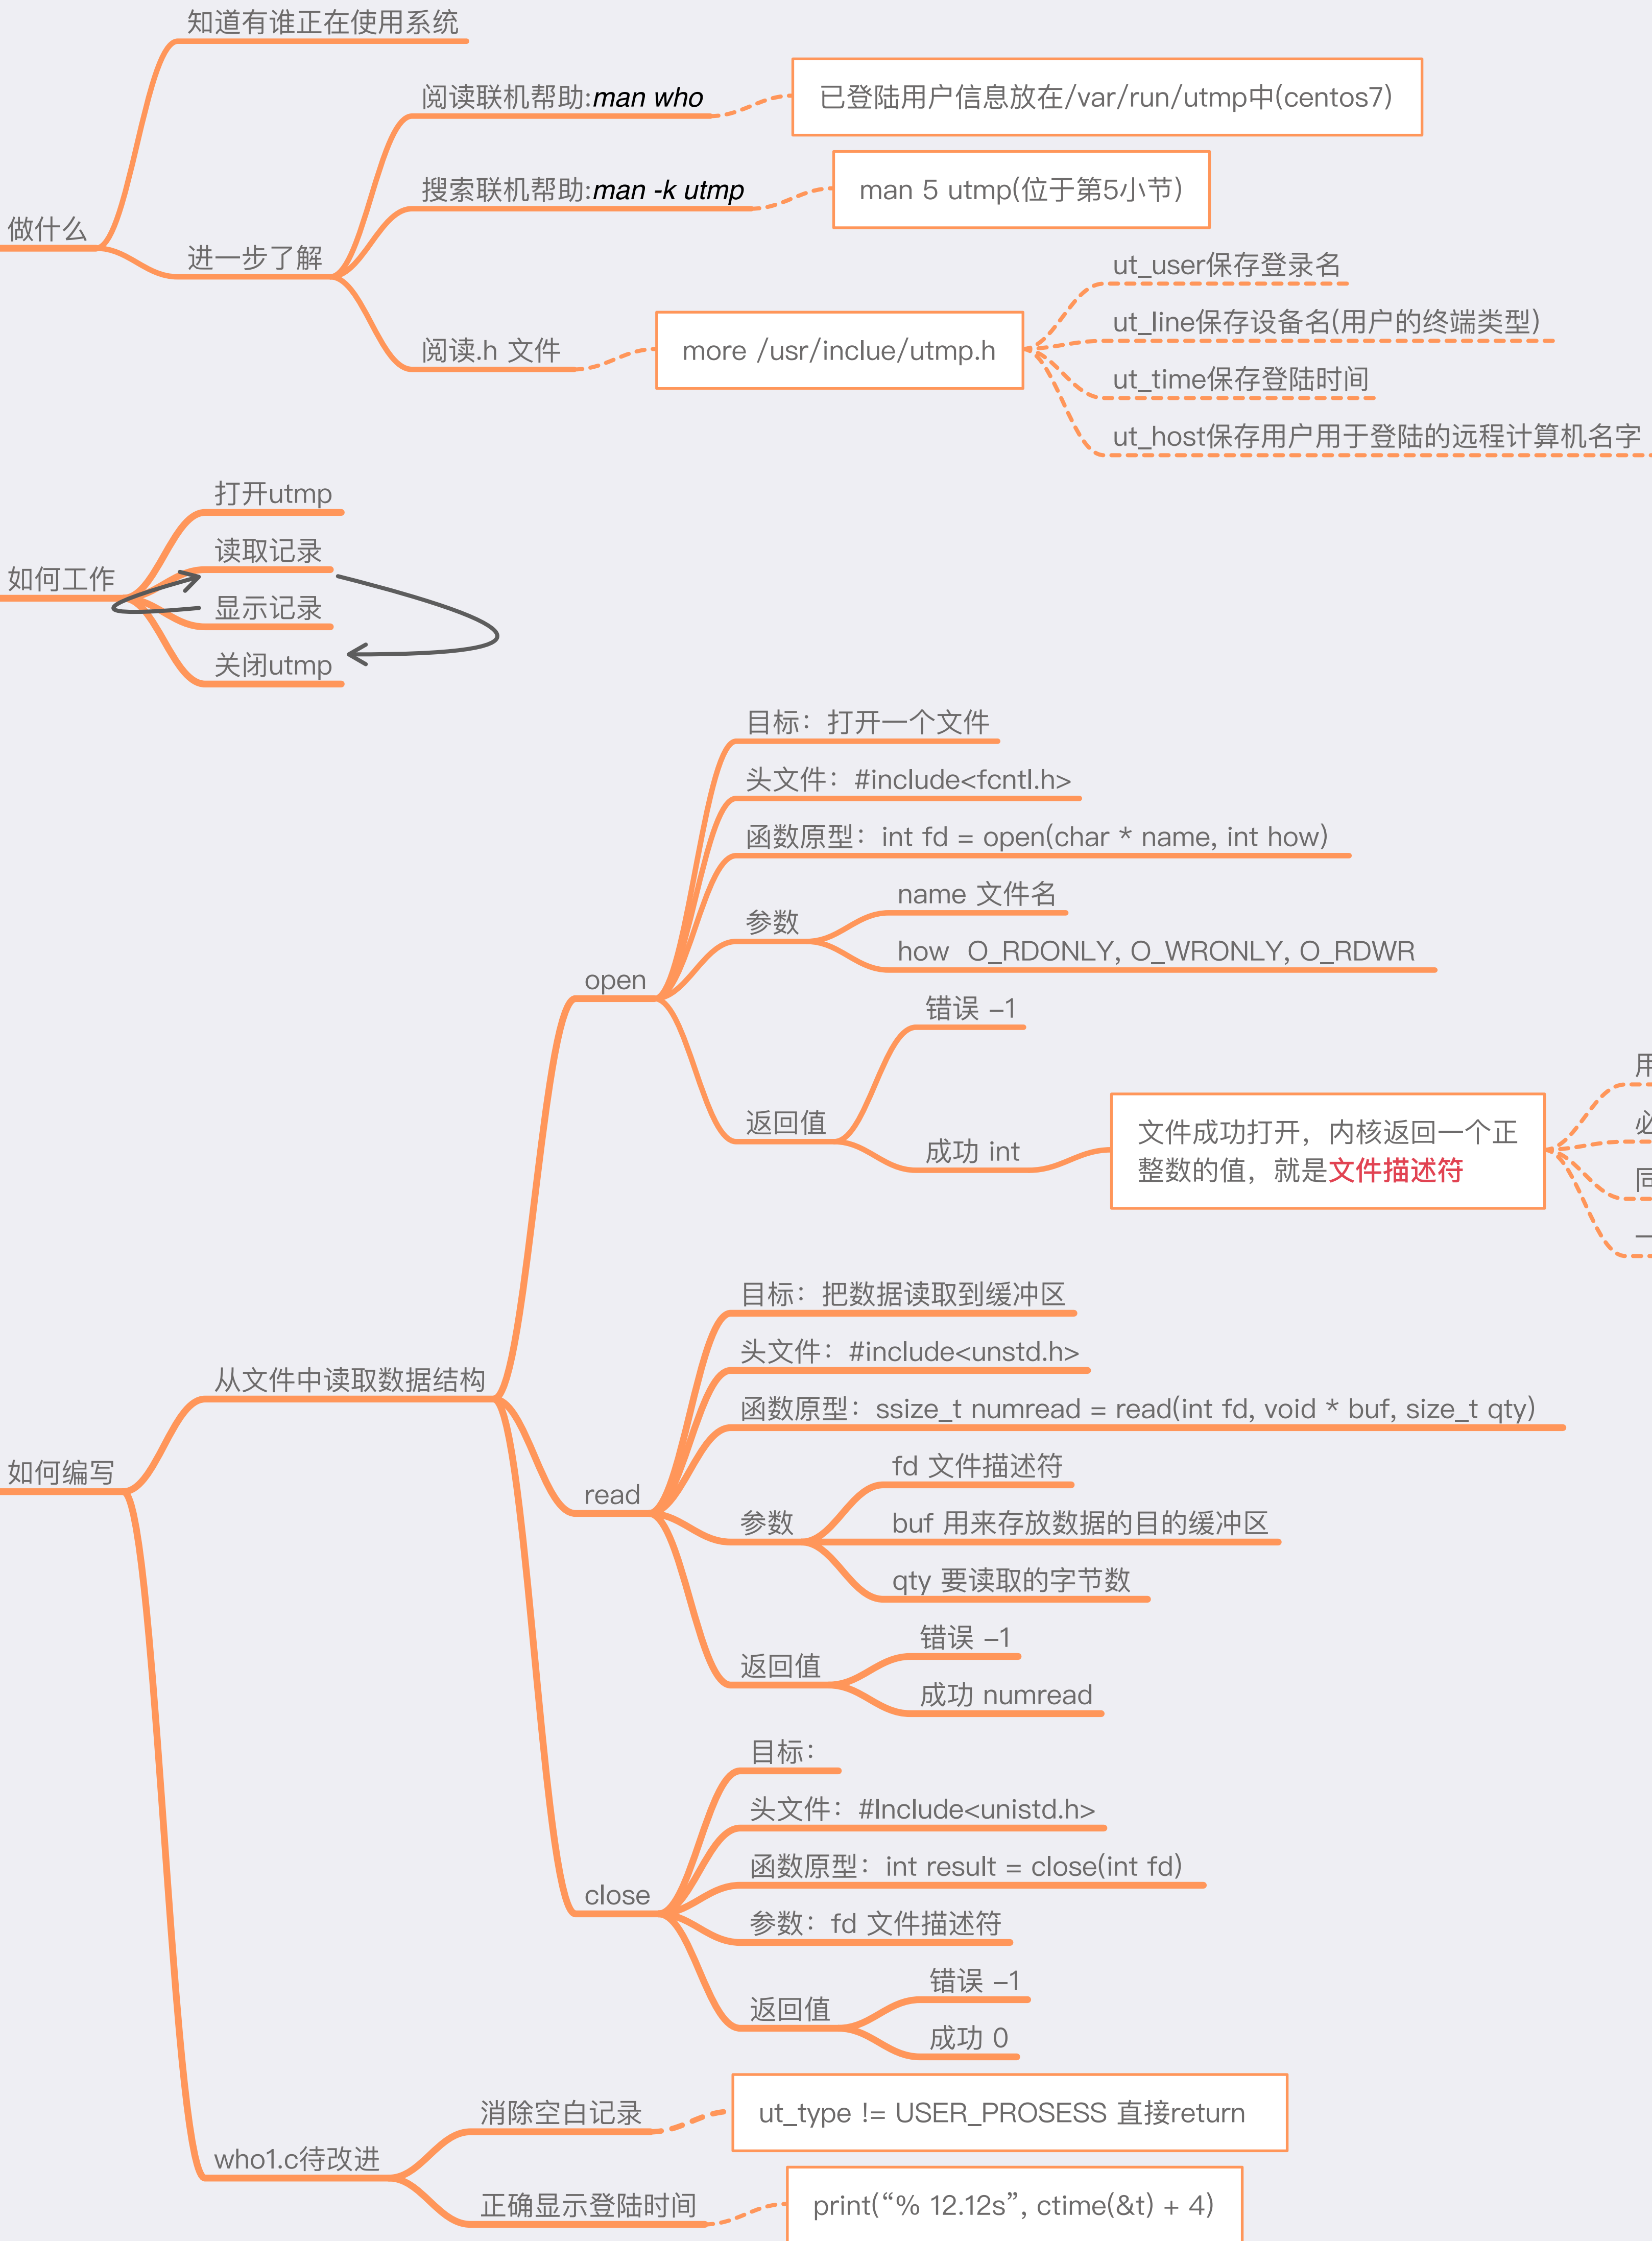 知道有谁正在使用系统
阅读联机帮助:man who
已登陆用户信息放在/var/run/utmp中(centos7)
搜索联机帮助:man -k utmp
man 5 utmp(位于第5小节)
做什么
进一步了解
ut_user保存登录名
ut_line保存设备名(用户的终端类型)
阅读.h 文件
more /usr/inclue/utmp.h
ut_time保存登陆时间
ut_host保存用户用于登陆的远程计算机名字
打开utmp
读取记录
如何工作
显示记录
关闭utmp
目标：打开一个文件
头文件：#include<fcntl.h>
函数原型：int fd = open(char * name, int how)
name 文件名
参数
how  O_RDONLY, O_WRONLY, O_RDWR
open
错误 –1
返回值
成功 int
文件成功打开，内核返回一个正
整数的值，就是文件描述符
目标：把数据读取到缓冲区
头文件：#include<unstd.h>
从文件中读取数据结构
函数原型：ssize_t numread = read(int fd, void * buf, size_t qty)
fd 文件描述符
如何编写
read
参数
buf 用来存放数据的目的缓冲区
qty 要读取的字节数
错误 –1
返回值
成功 numread
目标：
头文件：#Include<unistd.h>
函数原型：int result = close(int fd)
close
参数：fd 文件描述符
错误 –1
返回值
成功 0
消除空白记录
ut_type != USER_PROSESS 直接return
who1.c待改进
正确显示登陆时间
print(“% 12.12s”, ctime(&t) + 4)